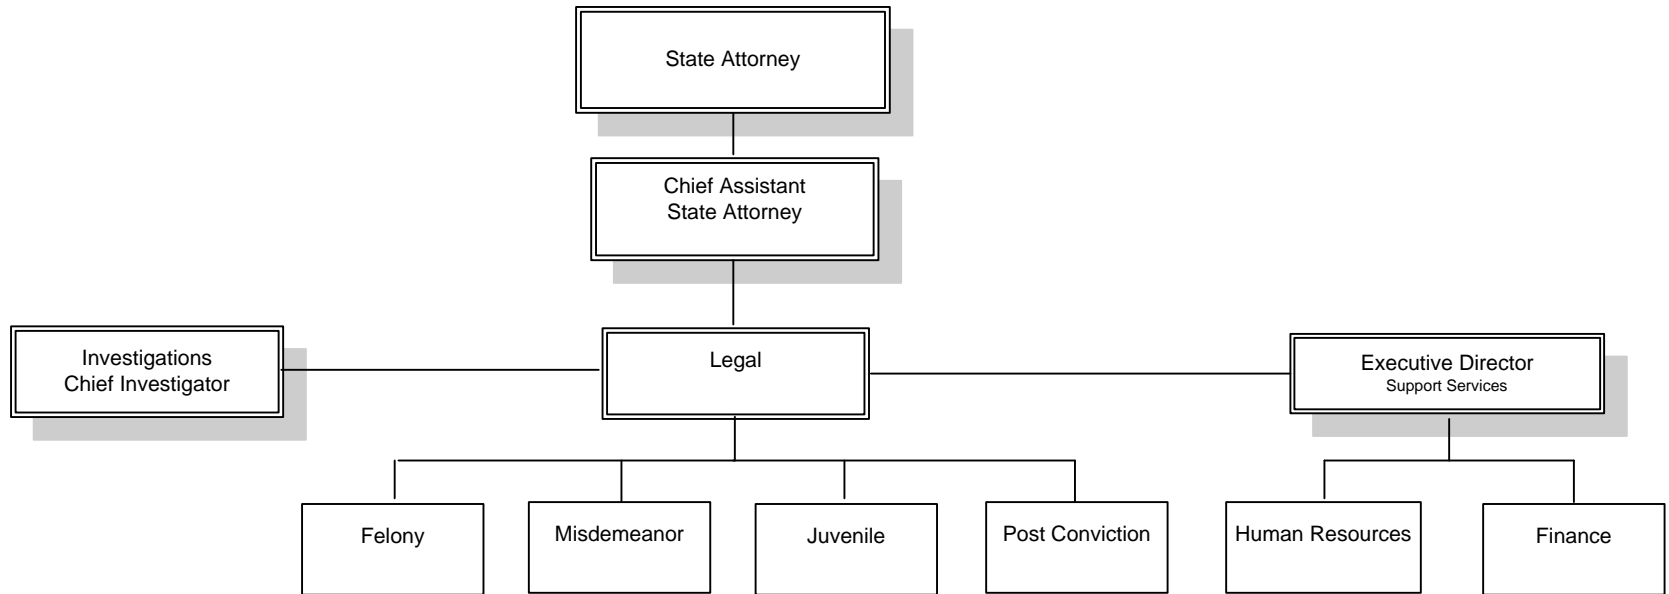 State Attorney
Chief Assistant
State Attorney
Investigations
Chief Investigator
Legal
Executive Director
Support Services
Felony
Misdemeanor
Juvenile
Post Conviction
Human Resources
Finance